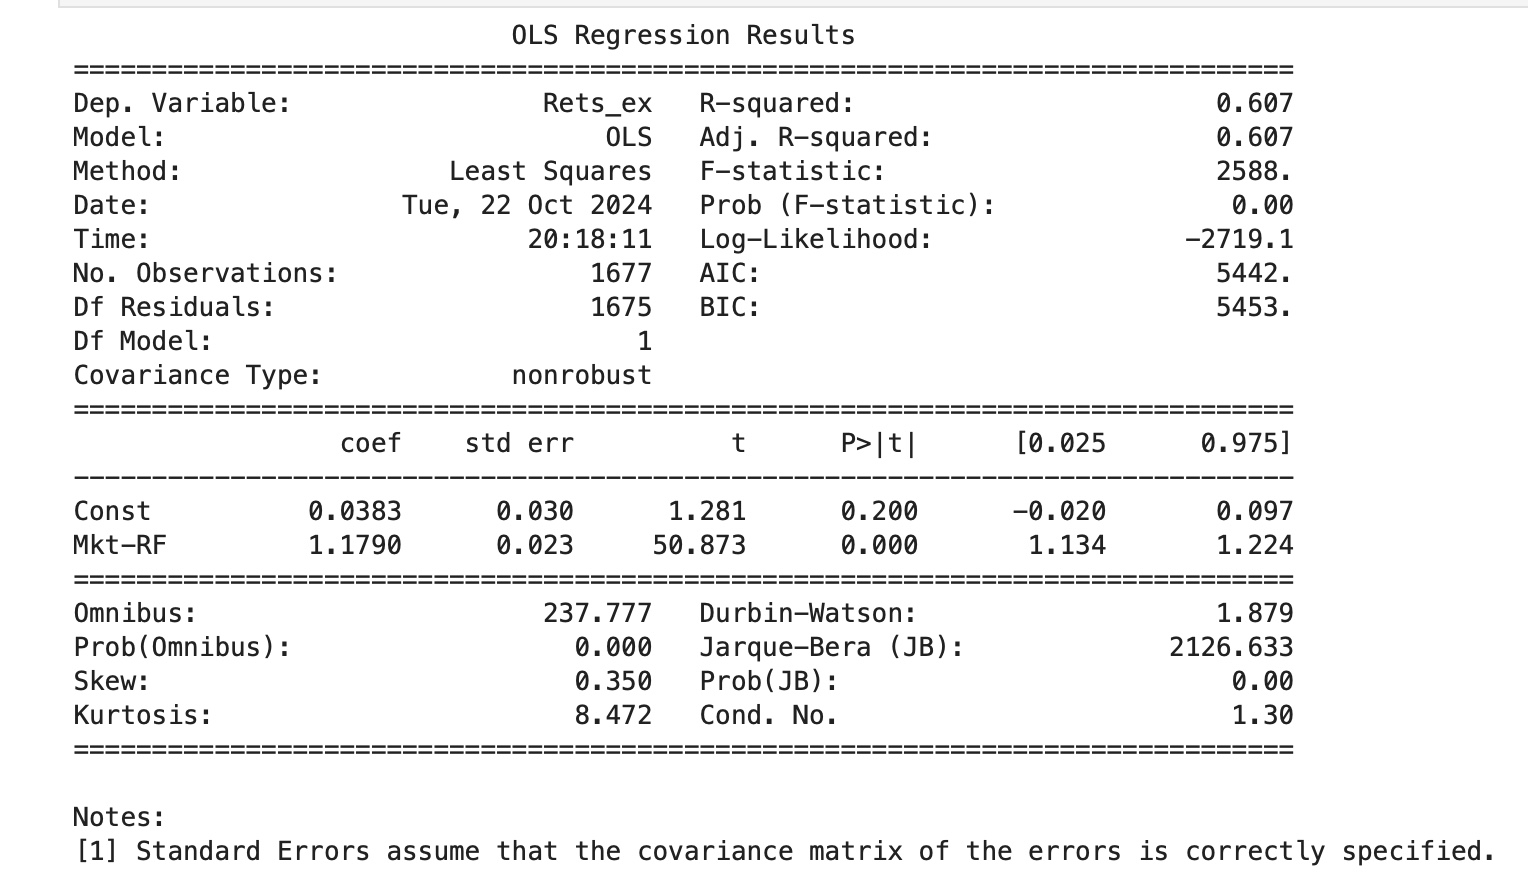 OLS Regression Results
==============================================================================
Dep. Variable:                Rets_ex   R-squared:                       0.607
Model:                            OLS   Adj. R-squared:                  0.607
Method:                 Least Squares   F-statistic:                     2588.
Date:                Tue, 22 Oct 2024   Prob (F-statistic):               0.00
Time:                        20:18:11   Log-Likelihood:                -2719.1
No. Observations:                1677   AIC:                             5442.
Df Residuals:                    1675   BIC:                             5453.
Df Model:                           1
Covariance Type:            nonrobust
==============================================================================
                 coef    std err          t      P>|t|      [0.025      0.975]
------------------------------------------------------------------------------
Const          0.0383      0.030      1.281      0.200      -0.020       0.097
Mkt-RF         1.1790      0.023     50.873      0.000       1.134       1.224
==============================================================================
Omnibus:                      237.777   Durbin-Watson:                   1.879
Prob(Omnibus):                  0.000   Jarque-Bera (JB):             2126.633
Skew:                           0.350   Prob(JB):                         0.00
Kurtosis:                       8.472   Cond. No.                         1.30
==============================================================================
Notes:
[1] Standard Errors assume that the covariance matrix of the errors is correctly specified.